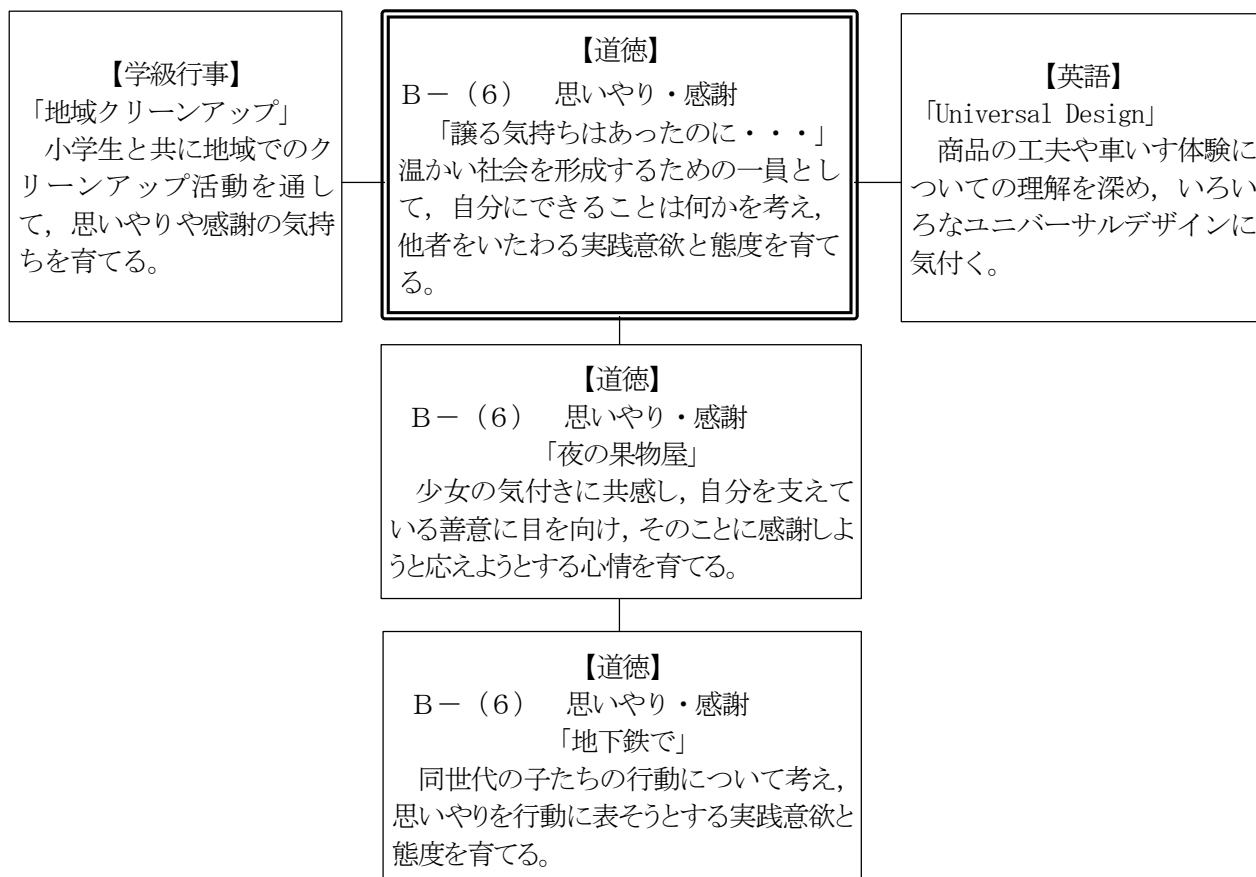 【学級行事】
「地域クリーンアップ」
小学生と共に地域でのク
リーンアップ活動を通し
て，思いやりや感謝の気持
ちを育てる。
【道徳】
Ｂ－（６）　思いやり・感謝
「譲る気持ちはあったのに・・・」
温かい社会を形成するための一員とし
て，自分にできることは何かを考え，
他者をいたわる実践意欲と態度を育て
る。
【英語】
「Universal Design」
商品の工夫や車いす体験に
ついての理解を深め，いろい
ろなユニバーサルデザインに
気付く。
【道徳】
Ｂ－（６）　思いやり・感謝
「夜の果物屋」
少女の気付きに共感し，自分を支えて
いる善意に目を向け，そのことに感謝しよ
うと応えようとする心情を育てる。
【道徳】
Ｂ－（６）　思いやり・感謝
「地下鉄で」
同世代の子たちの行動について考え，
思いやりを行動に表そうとする実践意欲と
態度を育てる。